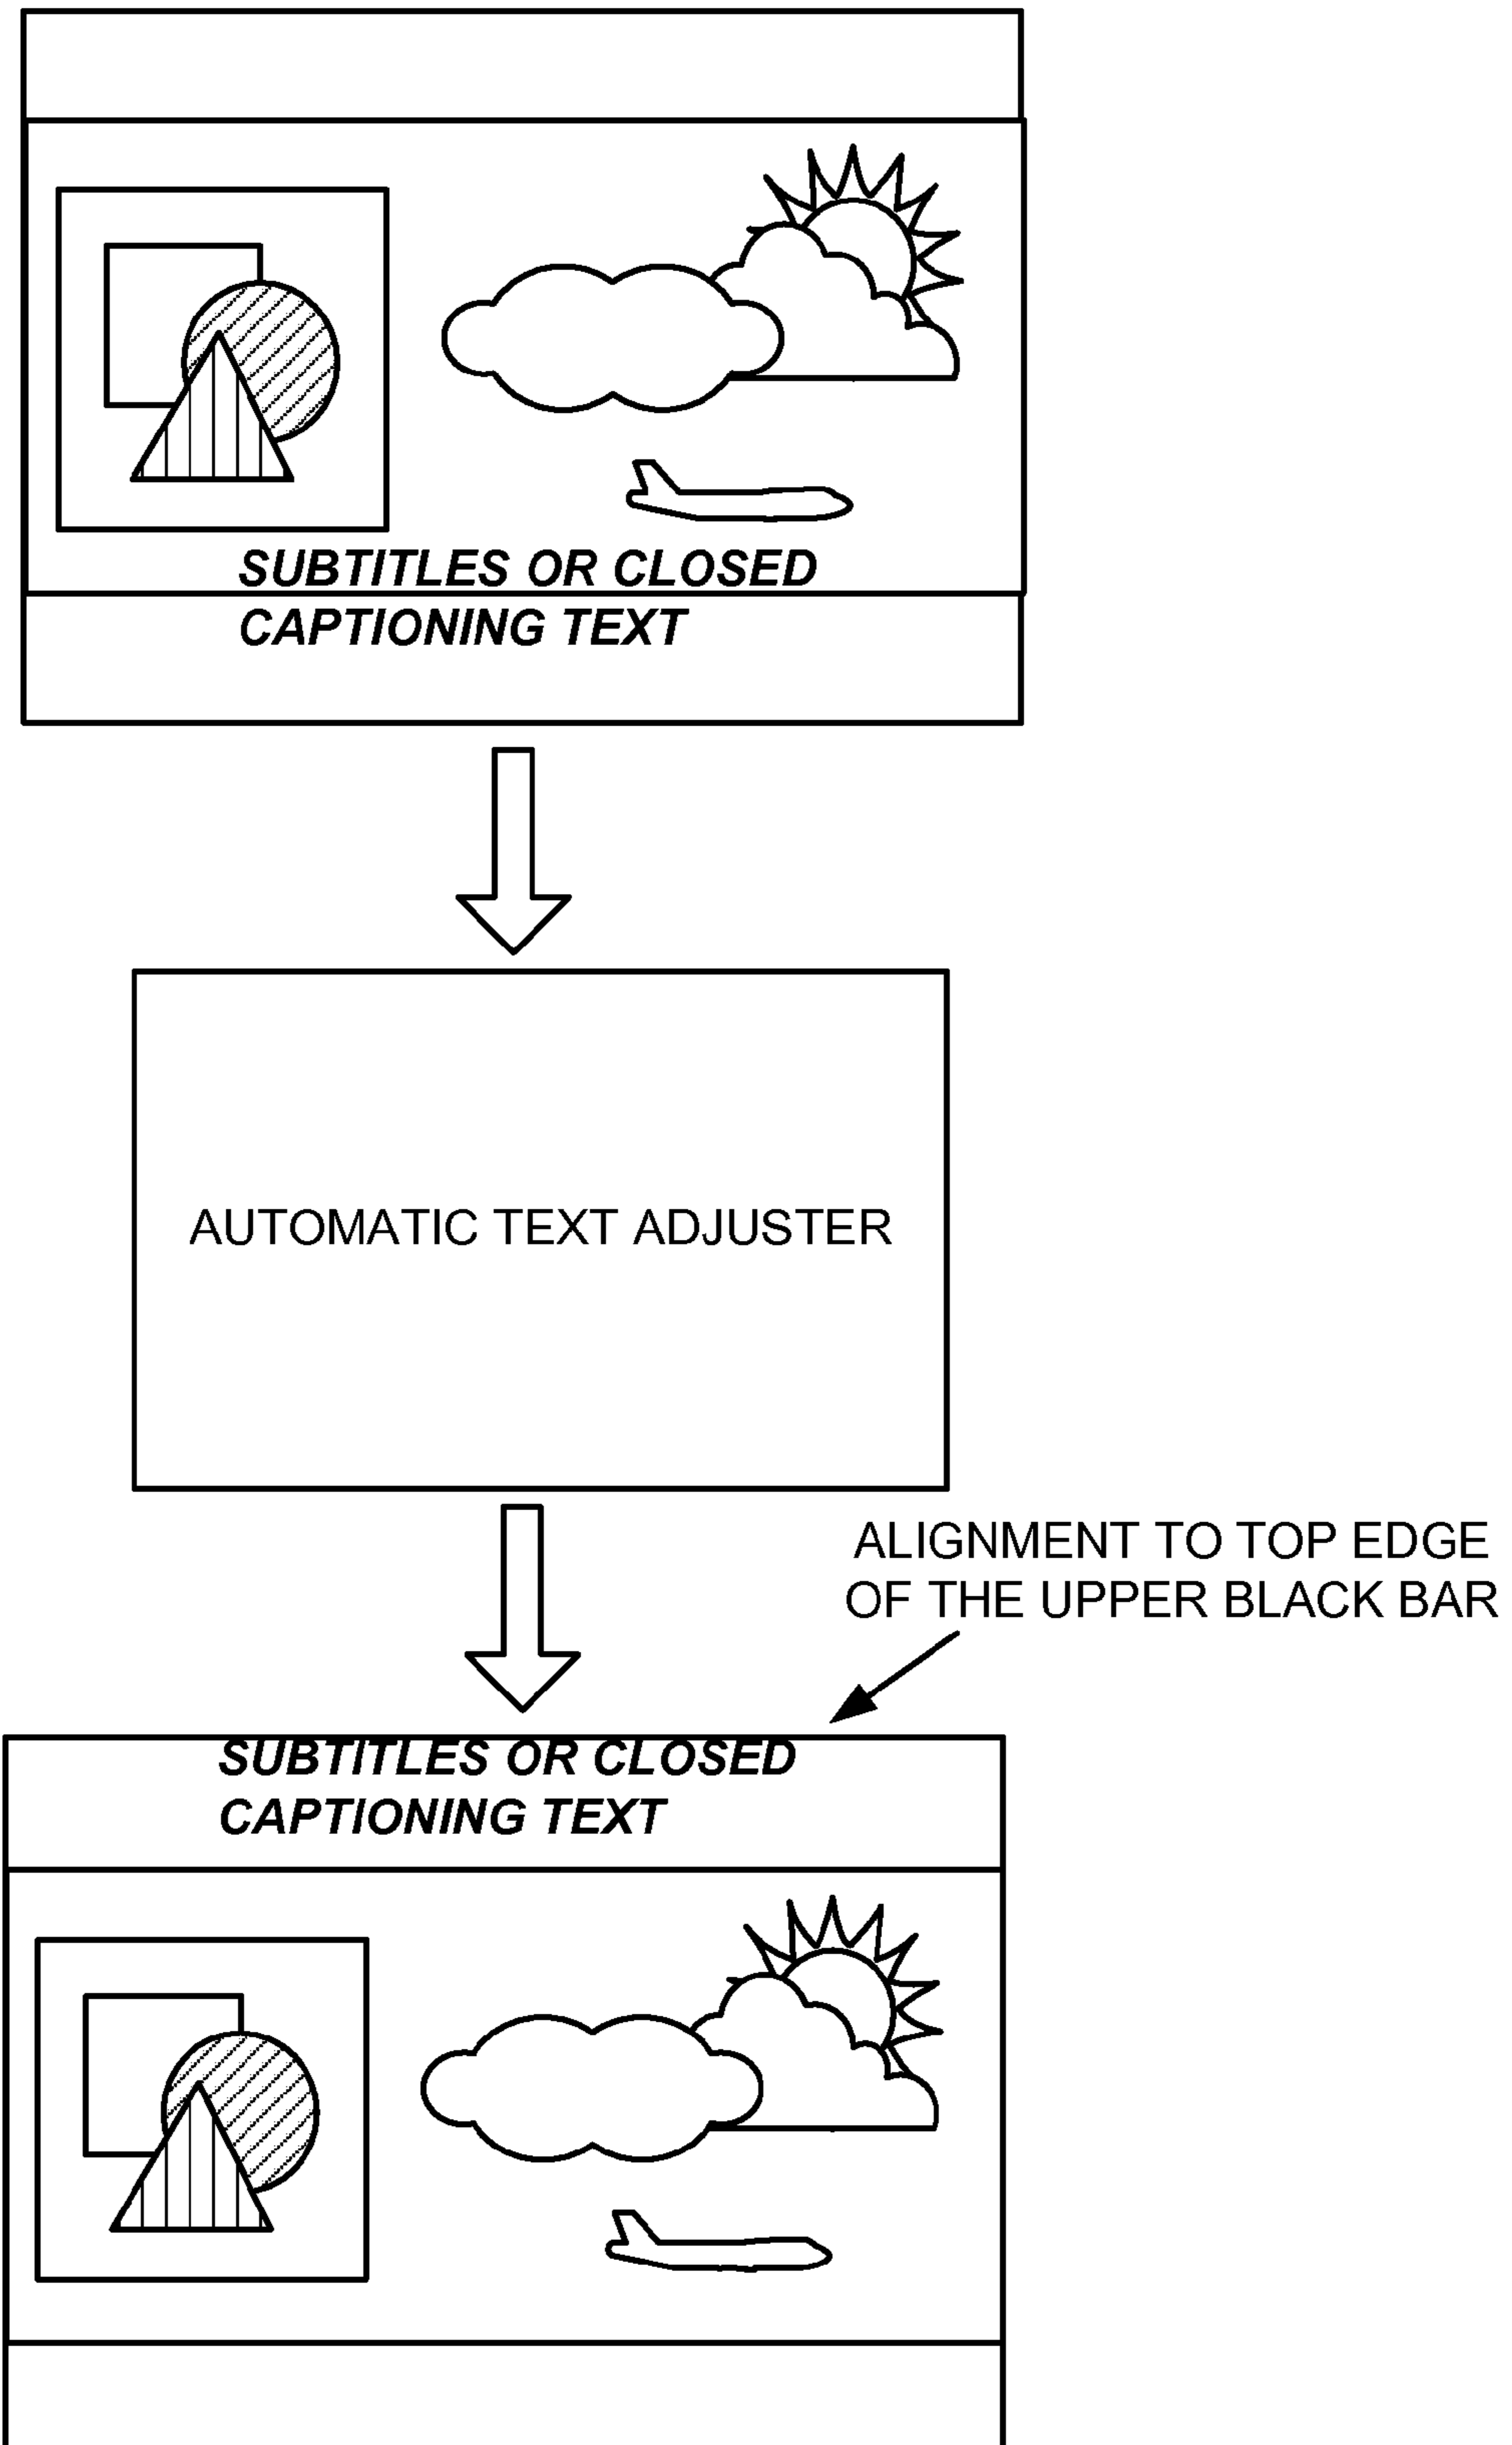 SUBTITLES OR CLOSED
CAPTIONING TEXT
AUTOMATIC TEXT ADJUSTER
ALIGNMENT TO TOP EDGE
OF THE UPPER BLACK BAR
SUBTITLES OR CLOSED
CAPTIONING TEXT